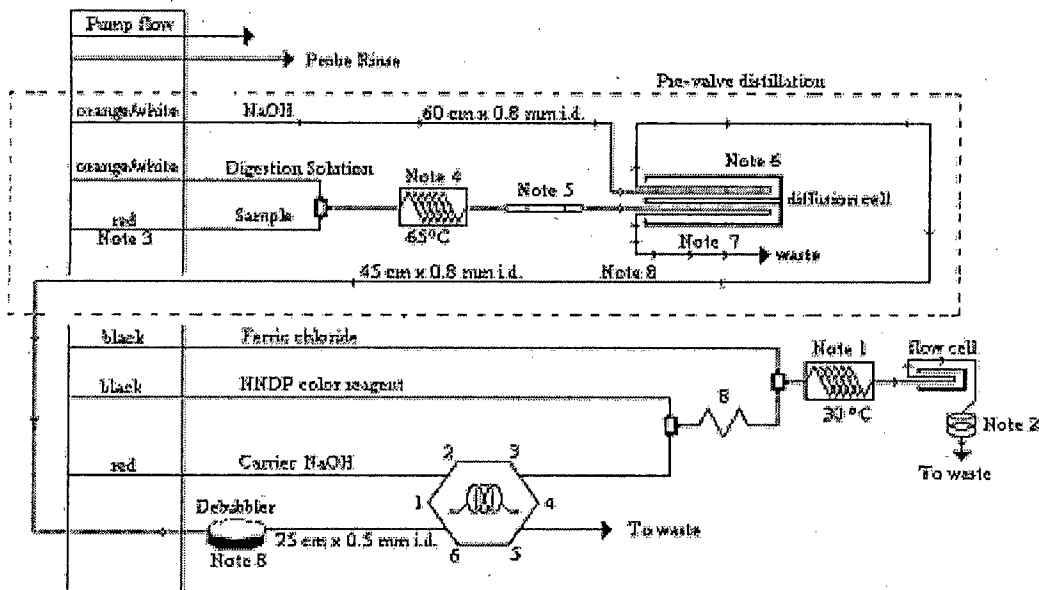 Pump flow
Probe Rinse
Pre-valve distillation
orange/white NaOH 60 cm x 0.8 mm i.d.
Note 6
orange/white Digestion Solution
Note 4
Note 5
diffusion cell
red Sample
Note 3
65°C
Note 7
waste
45 cm x 0.8 mm i.d. Note 8
black Ferric chloride
Note 1
flow cell
black NNDP color reagent
8
30 °C
Note 2
To waste
red Carrier NaOH
2 3
1 4
Debubbler
25 cm x 0.5 mm i.d.
To waste
6 5
Note 8